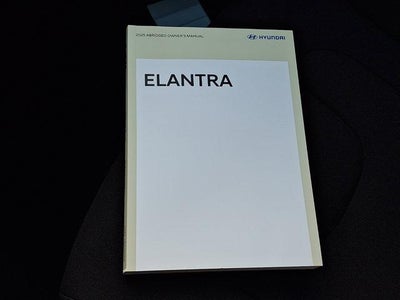 2025 ABRIDGED OWNER'S MANUAL
HYUNDAI
ELANTRA